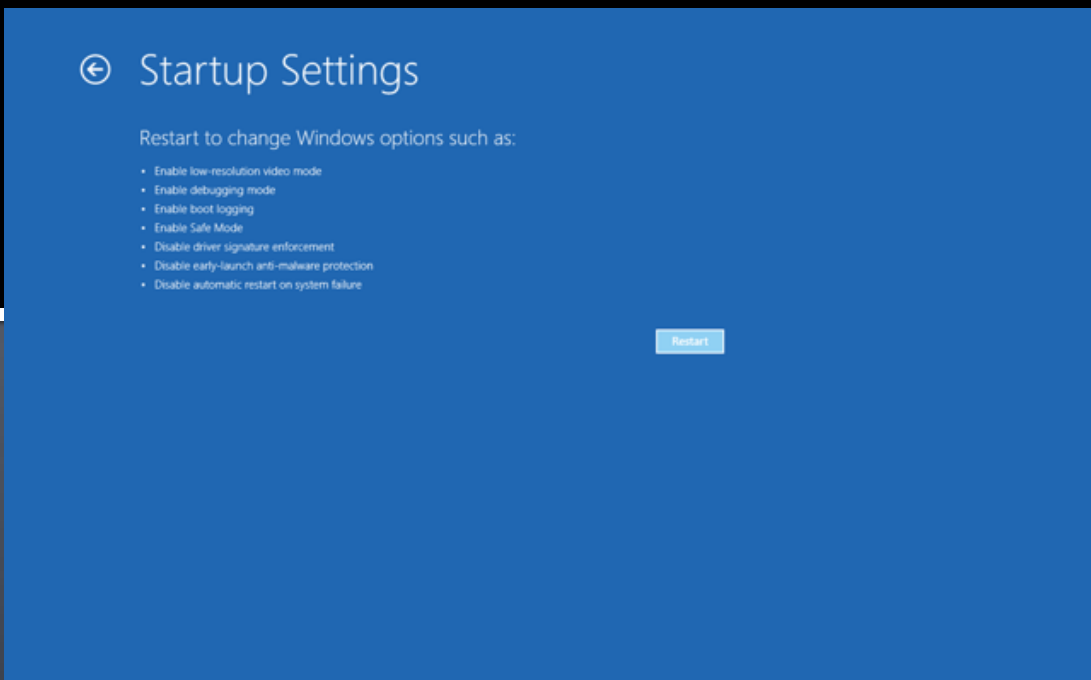 Startup Settings
Restart to change Windows options such as:
• Enable low-resolution video mode
• Enable debugging mode
• Enable boot logging
• Enable Safe Mode
• Disable driver signature enforcement
• Disable early-launch anti-malware protection
• Disable automatic restart on system failure
Restart